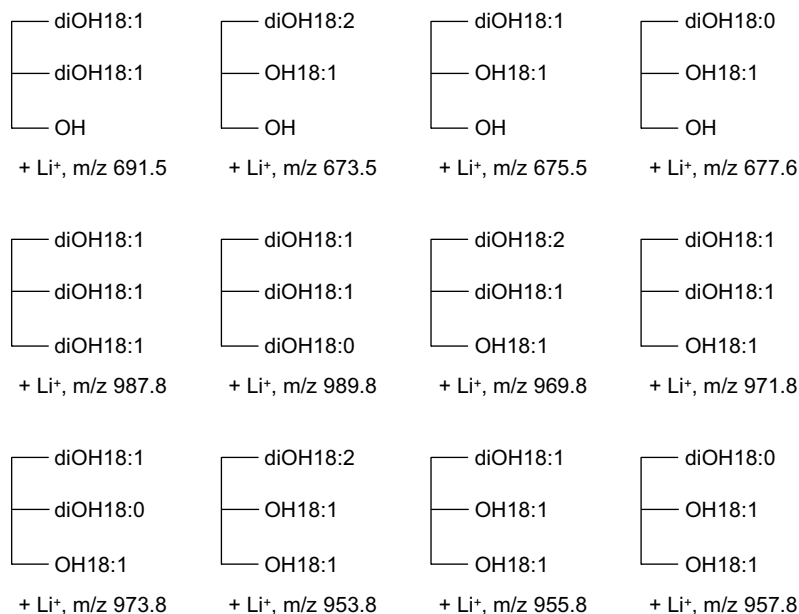 diOH18:1
diOH18:1
OH
+ Li⁺, m/z 691.5
diOH18:2
OH18:1
OH
+ Li⁺, m/z 673.5
diOH18:1
OH18:1
OH
+ Li⁺, m/z 675.5
diOH18:0
OH18:1
OH
+ Li⁺, m/z 677.6
diOH18:1
diOH18:1
diOH18:1
+ Li⁺, m/z 987.8
diOH18:1
diOH18:1
diOH18:0
+ Li⁺, m/z 989.8
diOH18:2
diOH18:1
OH18:1
+ Li⁺, m/z 969.8
diOH18:1
diOH18:1
OH18:1
+ Li⁺, m/z 971.8
diOH18:1
diOH18:0
OH18:1
+ Li⁺, m/z 973.8
diOH18:2
OH18:1
OH18:1
+ Li⁺, m/z 953.8
diOH18:1
OH18:1
OH18:1
+ Li⁺, m/z 955.8
diOH18:0
OH18:1
OH18:1
+ Li⁺, m/z 957.8